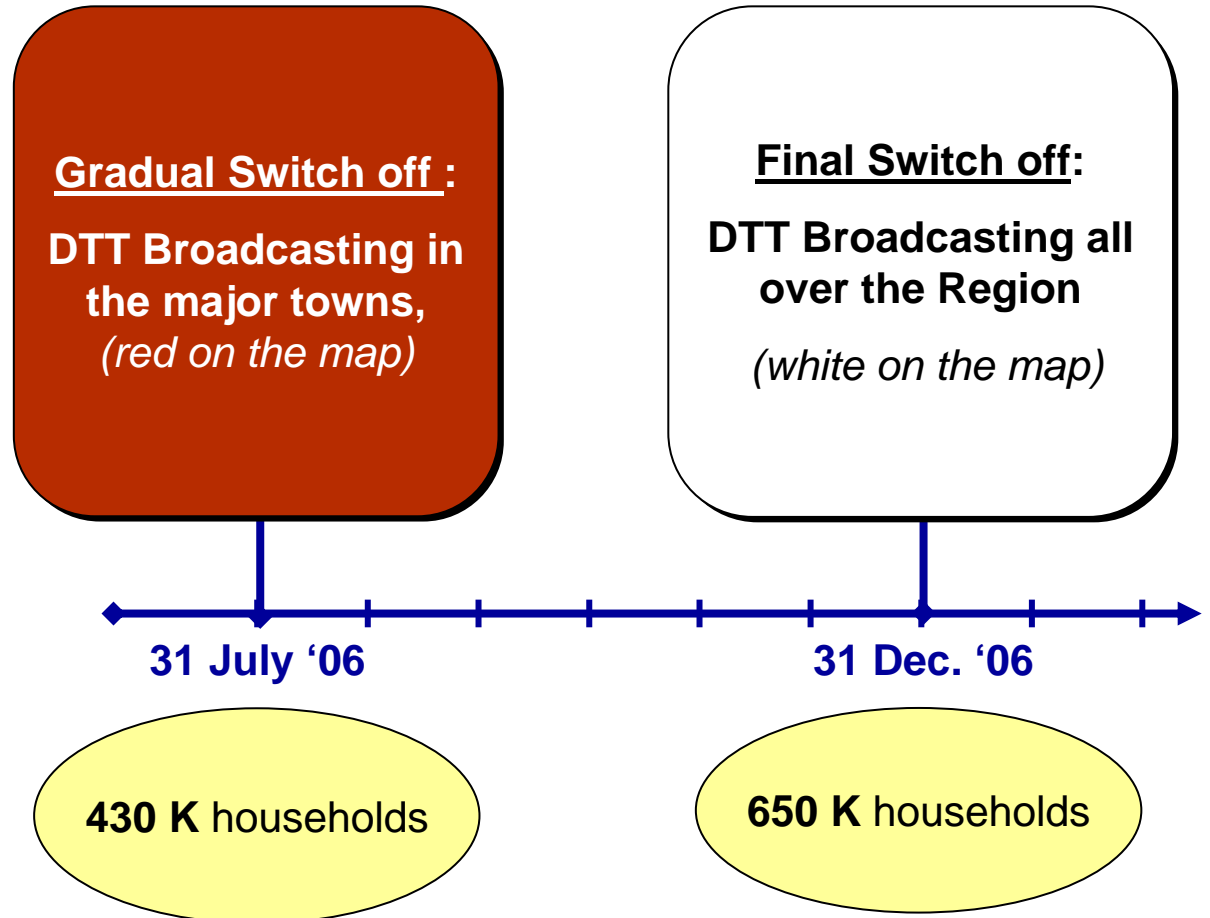 Gradual Switch off :
DTT Broadcasting in
the major towns,
(red on the map)
Final Switch off:
DTT Broadcasting all
over the Region
(white on the map)
31 July ‘06
31 Dec. ‘06
430 K households
650 K households